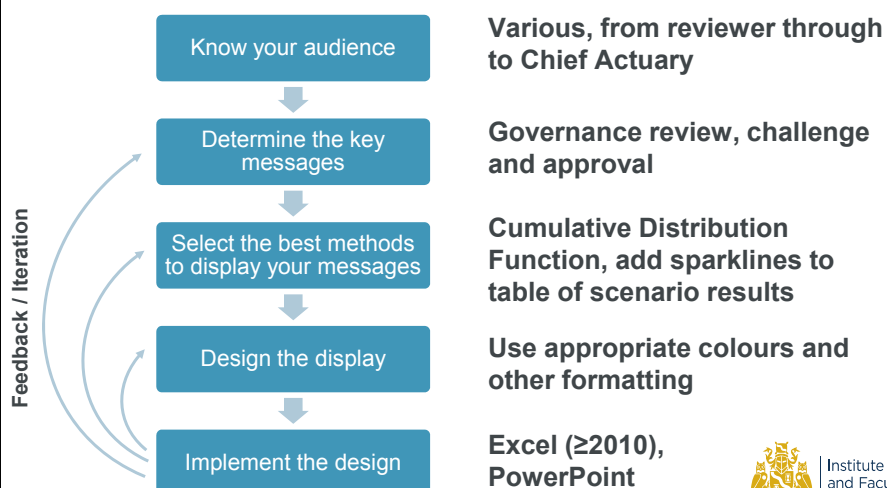 Know your audience
Various, from reviewer through
to Chief Actuary
Determine the key
messages
Governance review, challenge
and approval
Select the best methods
to display your messages
Cumulative Distribution
Function, add sparklines to
table of scenario results
Design the display
Use appropriate colours and
other formatting
Implement the design
Excel (≥2010),
PowerPoint
Feedback / Iteration
Institute
and Facu